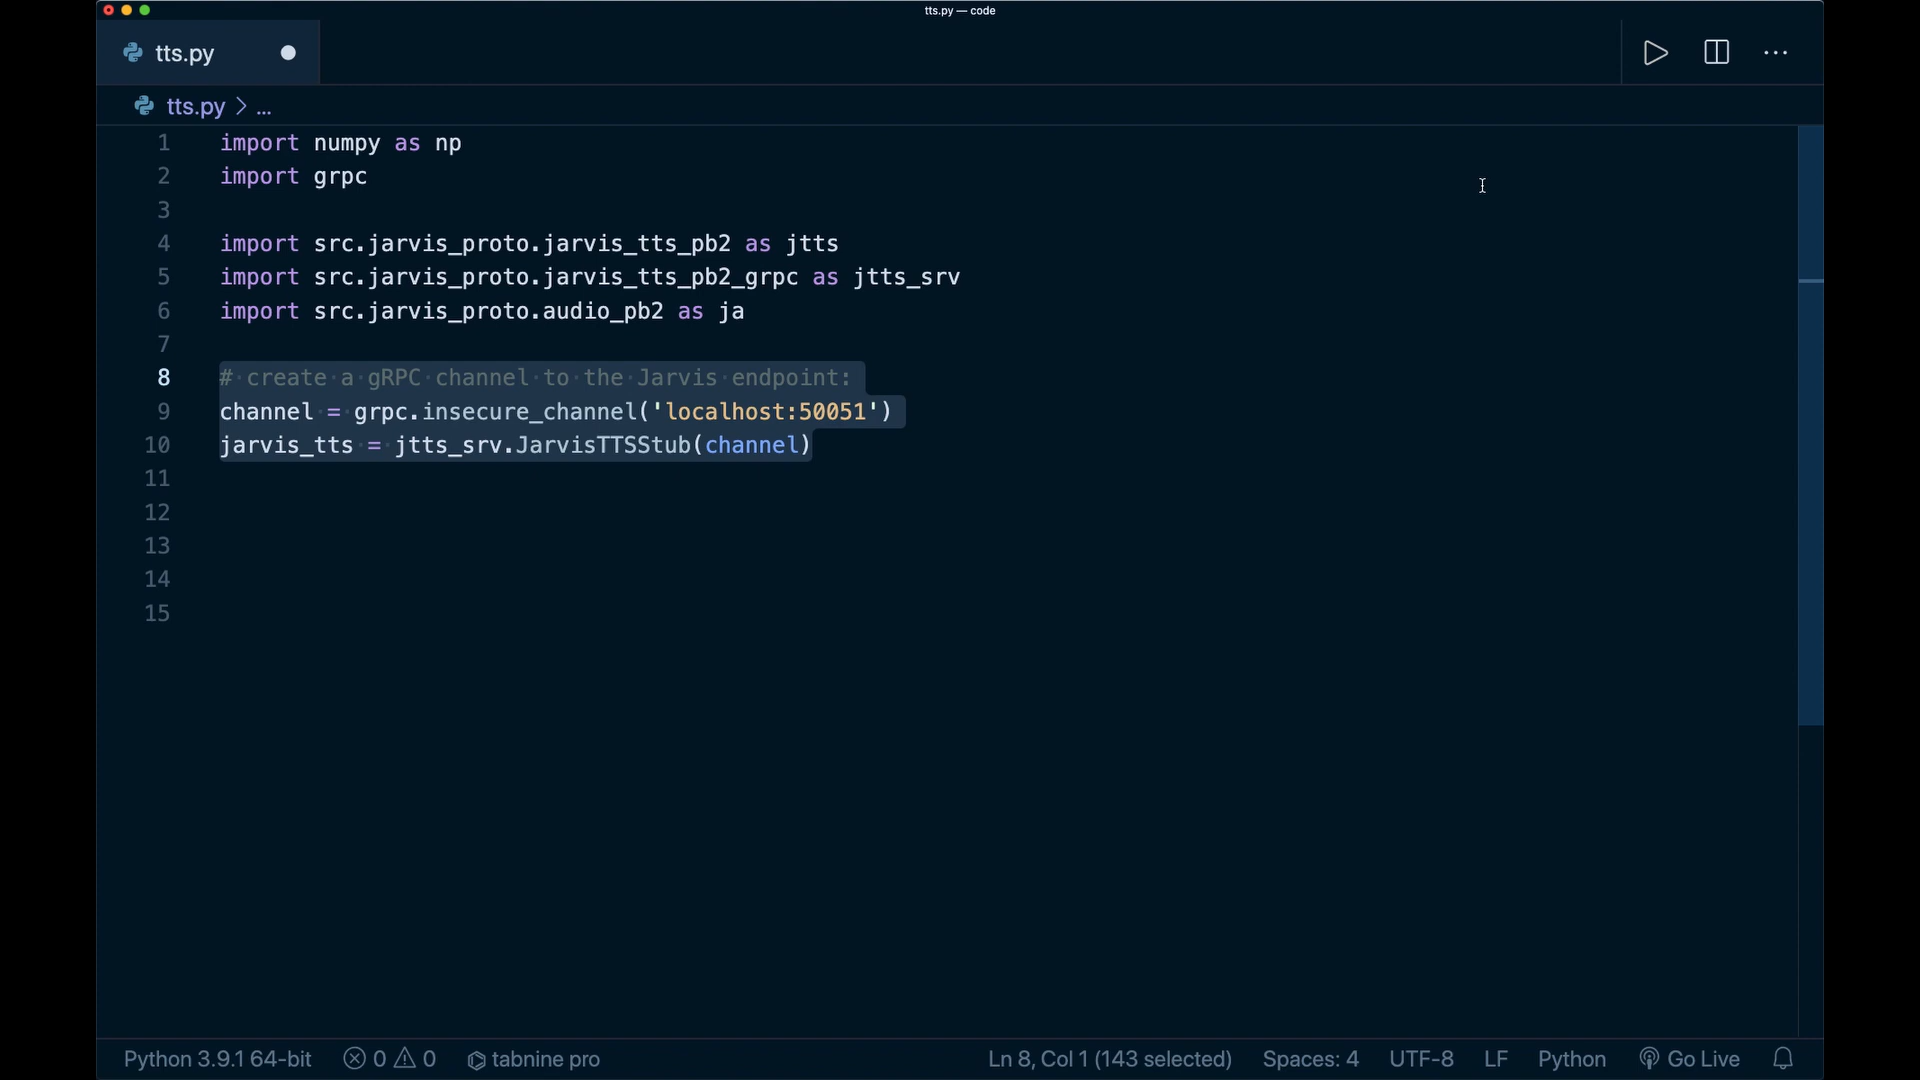 tts.py — code
tts.py
tts.py > ...
1 import numpy as np
2 import grpc
3
4 import src.jarvis_proto.jarvis_tts_pb2 as jtts
5 import src.jarvis_proto.jarvis_tts_pb2_grpc as jtts_srv
6 import src.jarvis_proto.audio_pb2 as ja
7
8 # create a gRPC channel to the Jarvis endpoint:
9 channel = grpc.insecure_channel('localhost:50051')
10 jarvis_tts = jtts_srv.JarvisTTSStub(channel)
11
12
13
14
15
Python 3.9.1 64-bit 0 0 tabnine pro Ln 8, Col 1 (143 selected) Spaces: 4 UTF-8 LF Python Go Live